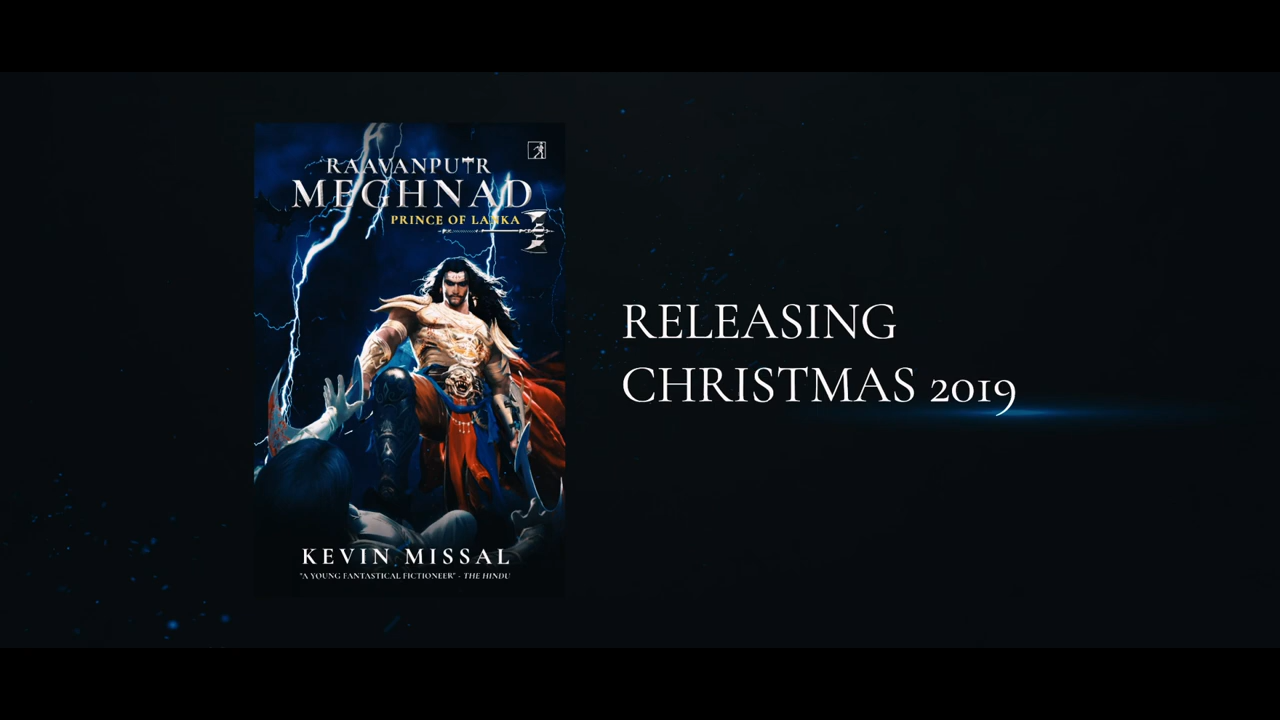 RAAVANPUTR
MEGHNAD
PRINCE OF LANKA
KEVIN MISSAL
"A YOUNG FANTASTICAL FICTIONEER" - THE HINDU
RELEASING
CHRISTMAS 2019